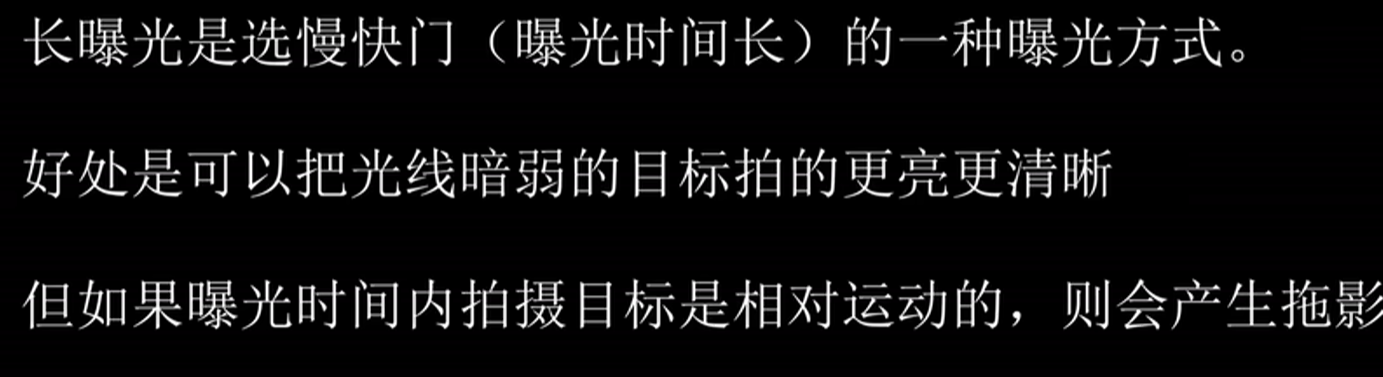 长曝光是选慢快门（曝光时间长）的一种曝光方式。
好处是可以把光线暗弱的目标拍的更亮更清晰
但如果曝光时间内拍摄目标是相对运动的，则会产生拖影